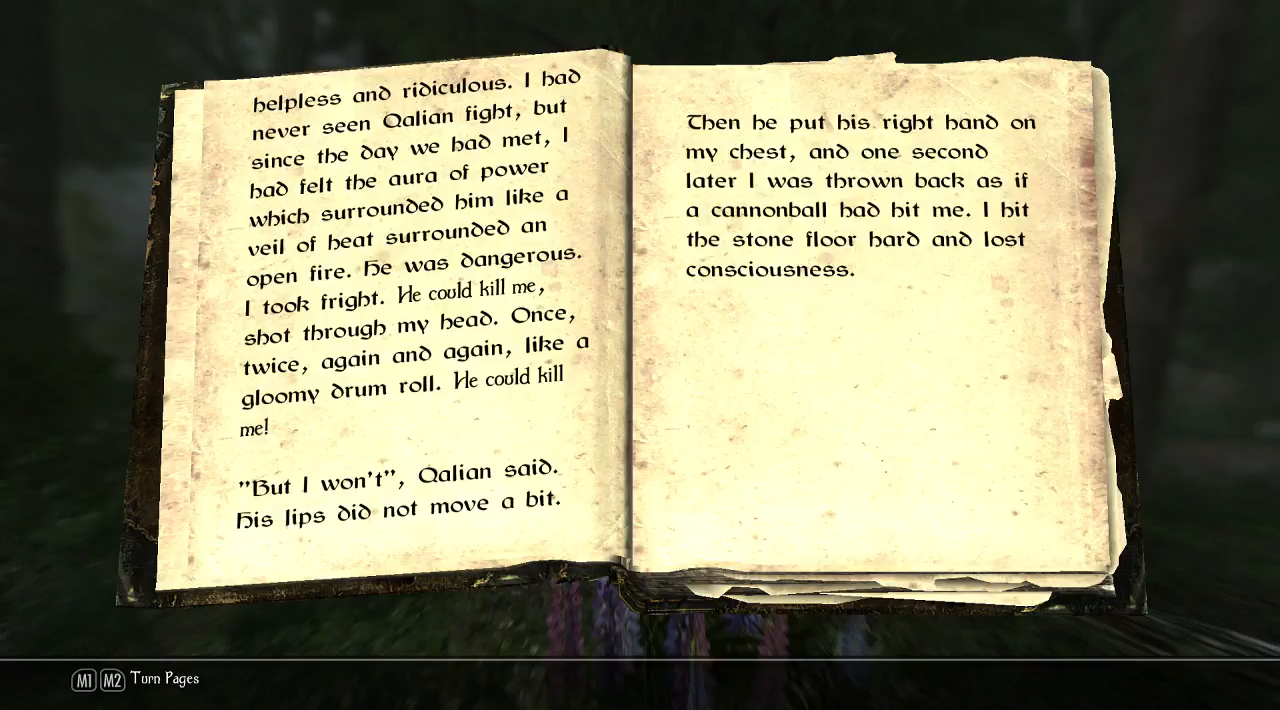 helpless and ridiculous. I had
never seen Qalian fight, but
since the day we had met, I
had felt the aura of power
which surrounded him like a
veil of heat surrounded an
open fire. He was dangerous.
I took fright. He could kill me,
shot through my head. Once,
twice, again and again, like a
gloomy drum roll. He could kill
me!
"But I won't", Qalian said.
His lips did not move a bit.
Then he put his right hand on
my chest, and one second
later I was thrown back as if
a cannonball had hit me. I hit
the stone floor hard and lost
consciousness.
M1 M2 Turn Pages